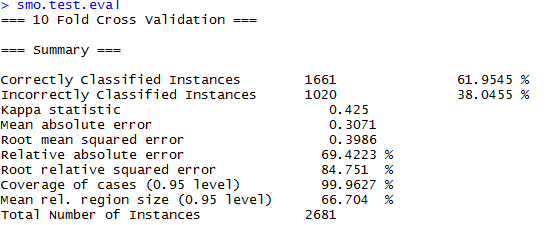 > smo.test.eval
=== 10 Fold Cross Validation ===
=== Summary ===
Correctly Classified Instances 1661 61.9545 %
Incorrectly Classified Instances 1020 38.0455 %
Kappa statistic 0.425
Mean absolute error 0.3071
Root mean squared error 0.3986
Relative absolute error 69.4223 %
Root relative squared error 84.751 %
Coverage of cases (0.95 level) 99.9627 %
Mean rel. region size (0.95 level) 66.704 %
Total Number of Instances 2681